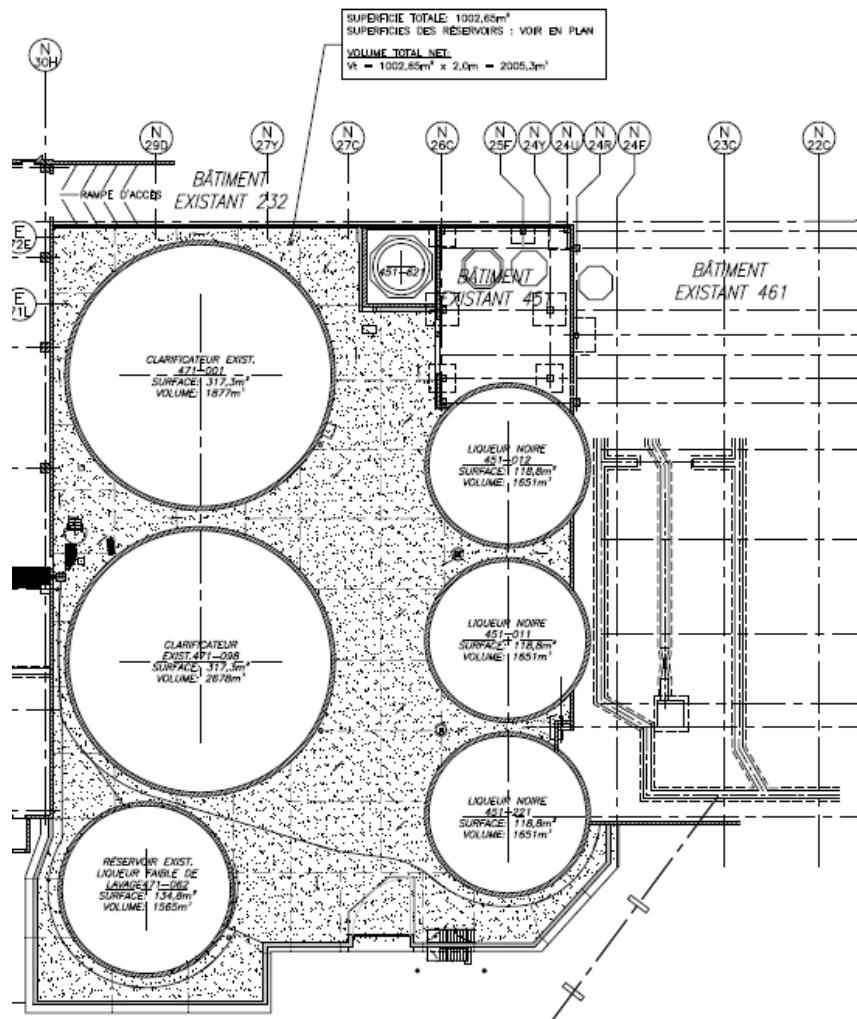 SUPERFICIE TOTALE: 1002,65m²
SUPERFICIES DES RÉSERVOIRS : VOIR EN PLAN
VOLUME TOTAL NET:
Vt = 1002,65m² x 2,0m = 2005,3m³
N
30H
N
29D
N
27Y
N
27C
N
26C
N
25F
N
24Y
N
24U
N
24R
N
24F
N
23C
N
22C
RAMPE D'ACCÈS
BÂTIMENT
EXISTANT 232
E
72E
E
71L
451-621
BÂTIMENT
EXISTANT 451
BÂTIMENT
EXISTANT 461
CLARIFICATEUR EXIST.
471-001
SURFACE: 317,3m²
VOLUME: 1877m³
LIQUEUR NOIRE
451-012
SURFACE: 118,8m²
VOLUME: 1651m³
CLARIFICATEUR
EXIST.471-098
SURFACE: 317,3m²
VOLUME: 2678m³
LIQUEUR NOIRE
451-011
SURFACE: 118,8m²
VOLUME: 1651m³
LIQUEUR NOIRE
451-221
SURFACE: 118,8m²
VOLUME: 1651m³
RÉSERVOIR EXIST.
LIQUEUR FAIBLE DE
LAVAGE471-062
SURFACE: 134,8m²
VOLUME: 1565m³